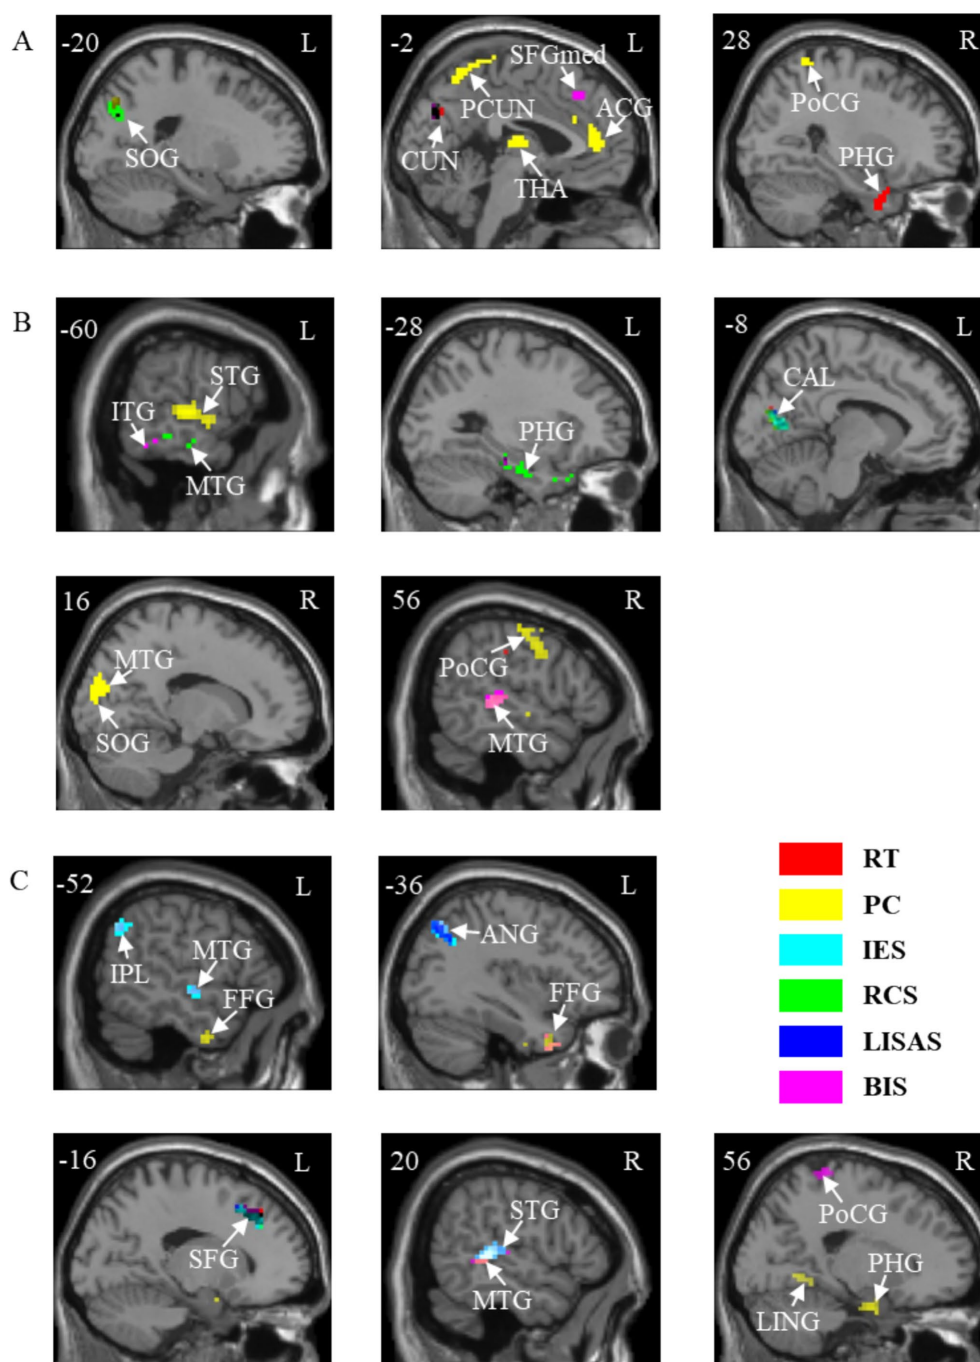 A
-20 L
SOG
-2 L
SFGmed
PCUN
ACG
CUN
THA
28 R
PoCG
PHG
B
-60 L
STG
ITG
MTG
-28 L
PHG
-8 L
CAL
16 R
MTG
SOG
56 R
PoCG
MTG
C
-52 L
IPL
MTG
FFG
-36 L
ANG
FFG
RT
PC
IES
RCS
LISAS
BIS
-16 L
SFG
20 R
STG
MTG
56 R
PoCG
PHG
LING